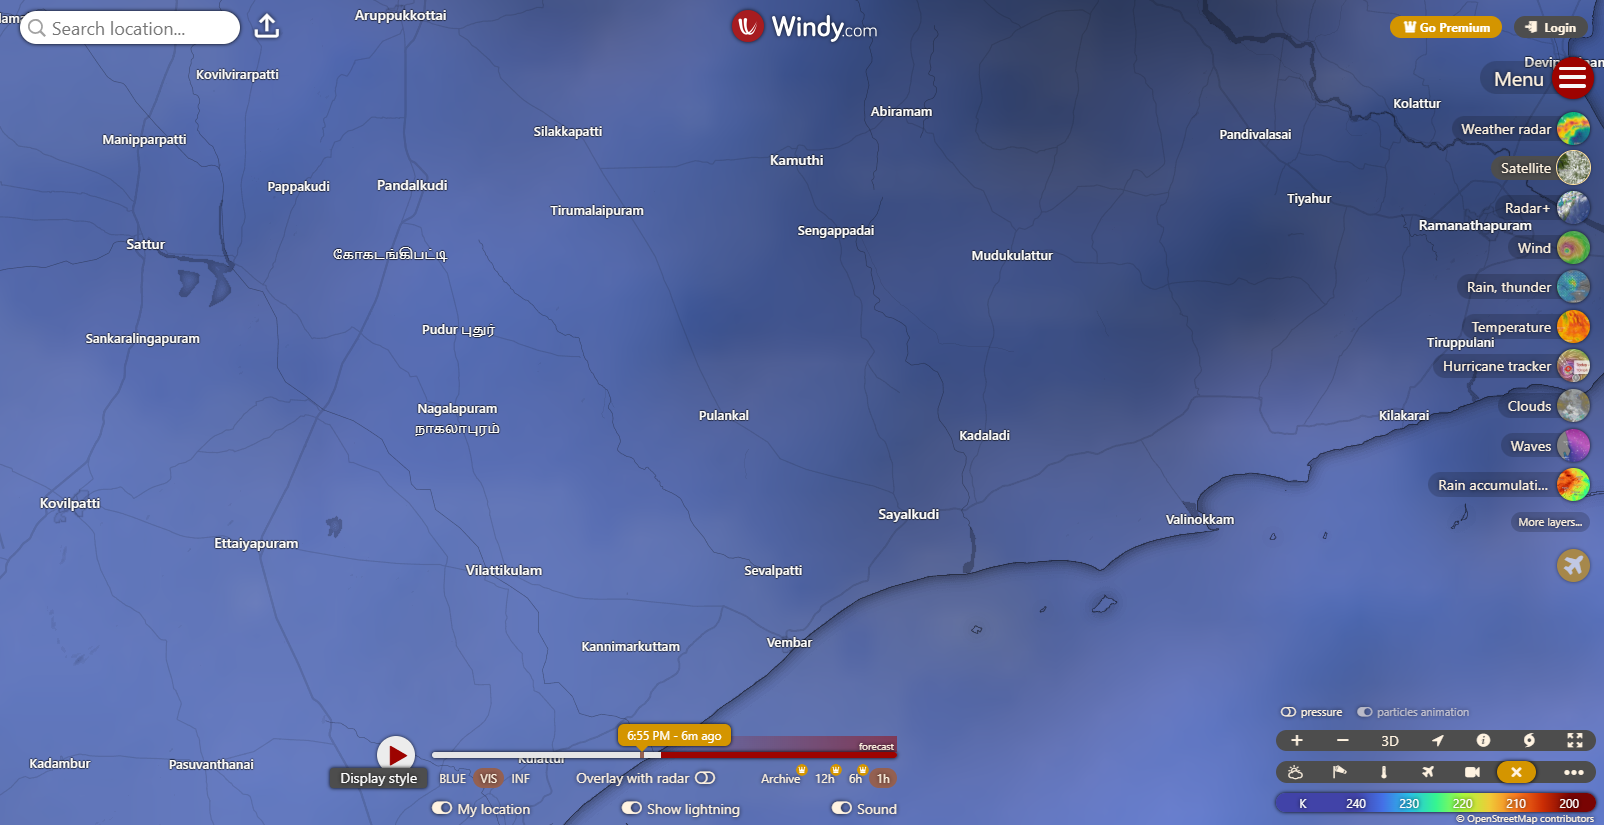 Aruppukkottai
Search location...
Windy.com
Go Premium
Login
Kovilvirarpatti
Menu
Abiramam
Kolattur
Manipparpatti
Silakkapatti
Pandivalasai
Weather radar
Kamuthi
Satellite
Pappakudi
Pandalkudi
Tirumalaipuram
Tiyahur
Radar+
Sengappadai
Ramanathapuram
Sattur
கோகடங்கிபட்டி
Mudukulattur
Wind
Rain, thunder
Pudur புதுர்
Temperature
Sankaralingapuram
Tiruppulani
Hurricane tracker
Nagalapuram
நாகலாபுரம்
Pulankal
Kilakarai
Clouds
Kadaladi
Waves
Rain accumulati...
Kovilpatti
Sayalkudi
Valinokkam
More layers...
Ettaiyapuram
Vilattikulam
Sevalpatti
Kannimarkuttam
Vembar
pressure
particles animation
6:55 PM - 6m ago
forecast
3D
Kadambur
Pasuvanthanai
Kulattur
Display style
BLUE
VIS
INF
Overlay with radar
Archive
12h
6h
1h
My location
Show lightning
Sound
K 240 230 220 210 200
© OpenStreetMap contributors